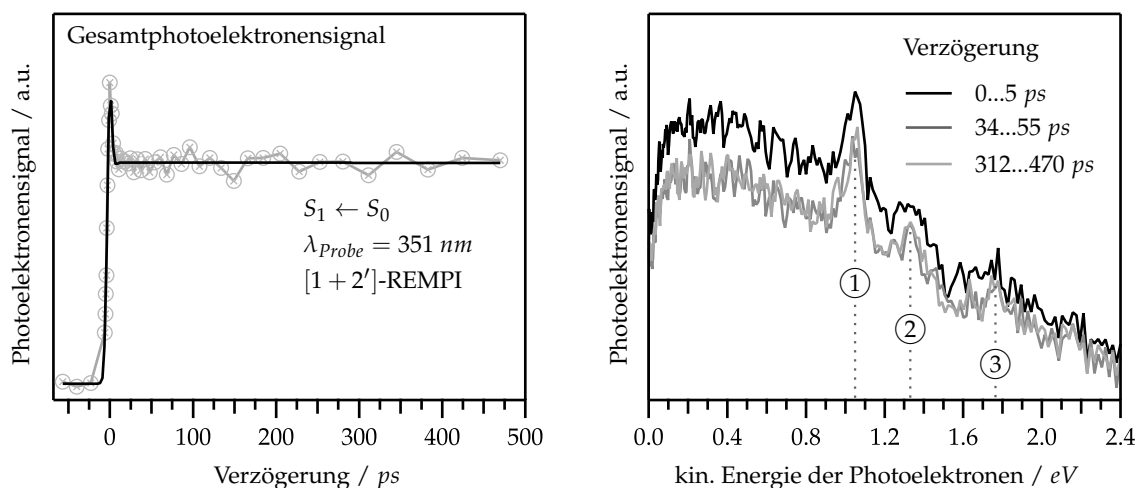 Gesamtphotoelektronensignal
Photoelektronensignal / a.u.
S₁ ← S₀
λ_Probe = 351 nm
[1 + 2′]-REMPI
0 100 200 300 400 500
Verzögerung / ps
Photoelektronensignal / a.u.
Verzögerung
0...5 ps
34...55 ps
312...470 ps
①
②
③
0.0 0.4 0.8 1.2 1.6 2.0 2.4
kin. Energie der Photoelektronen / eV